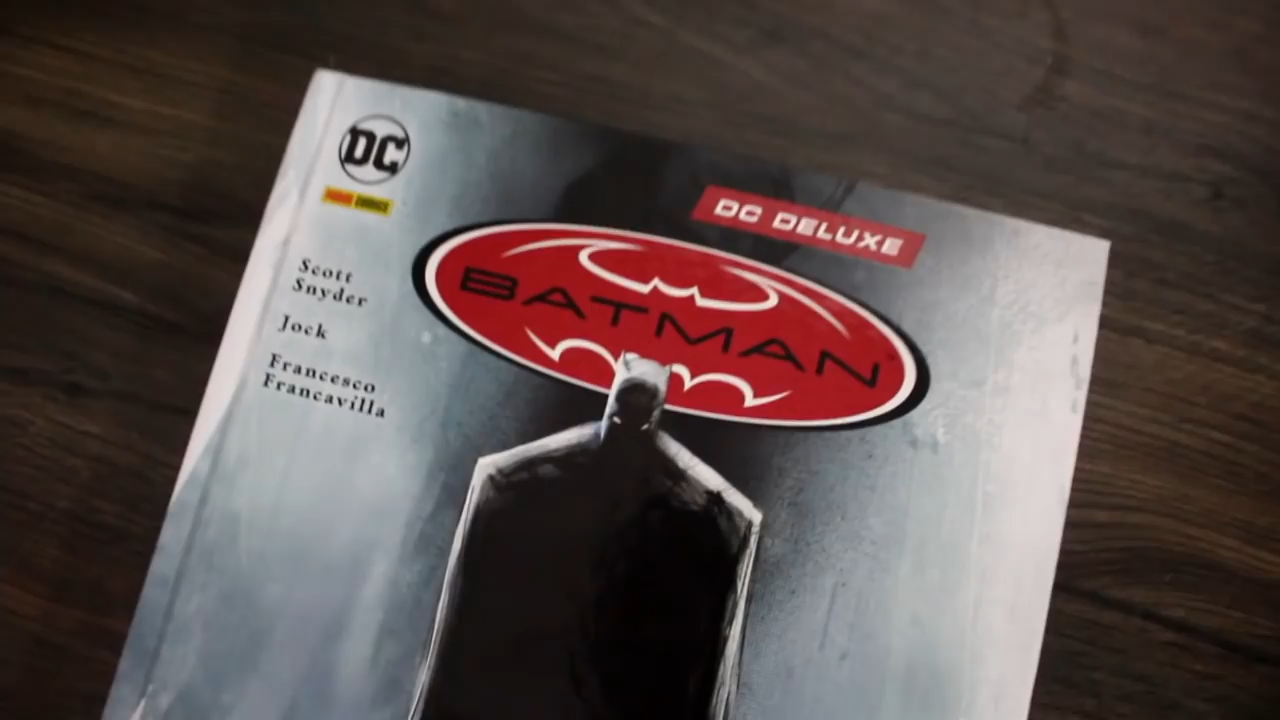 DC
PANINI COMICS
DC DELUXE
BATMAN
Scott
Snyder
Jock
Francesco
Francavilla